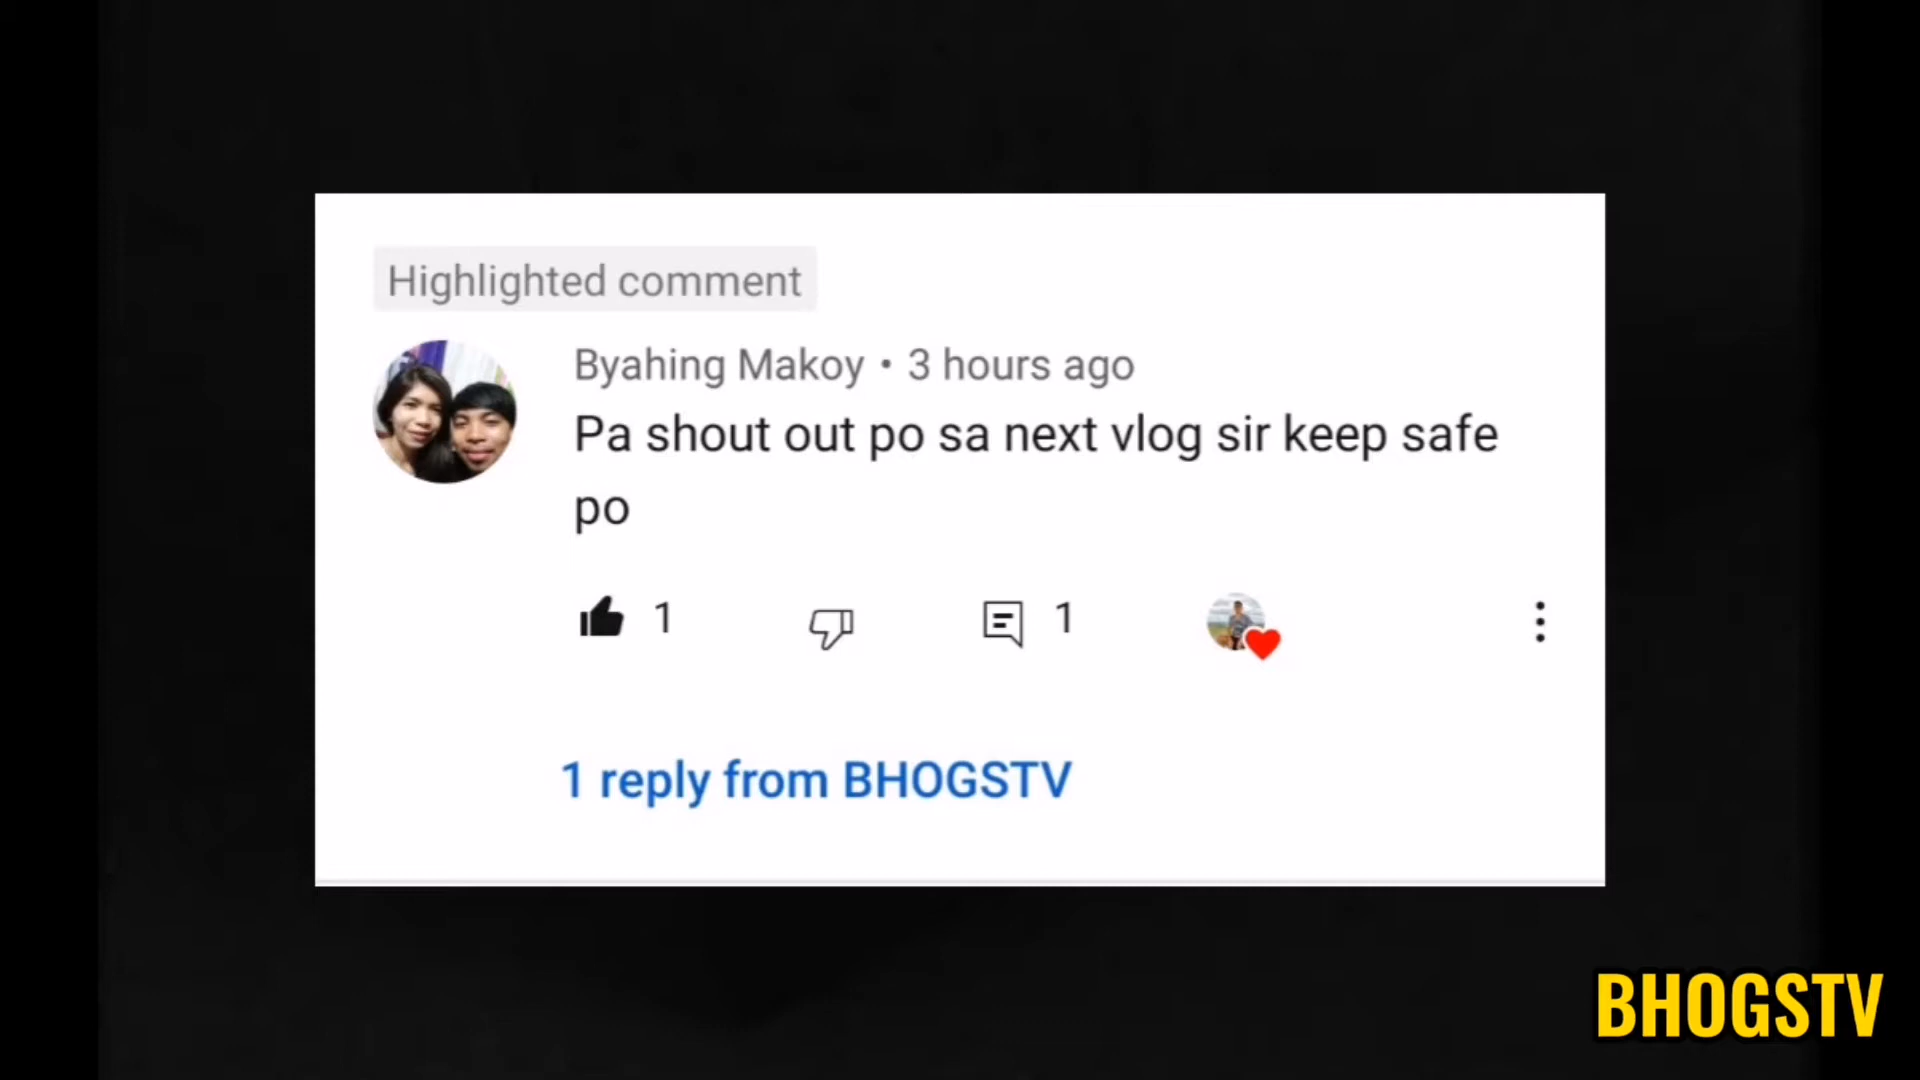 Highlighted comment
Byahing Makoy • 3 hours ago
Pa shout out po sa next vlog sir keep safe
po
1 1
1 reply from BHOGSTV
BHOGSTV